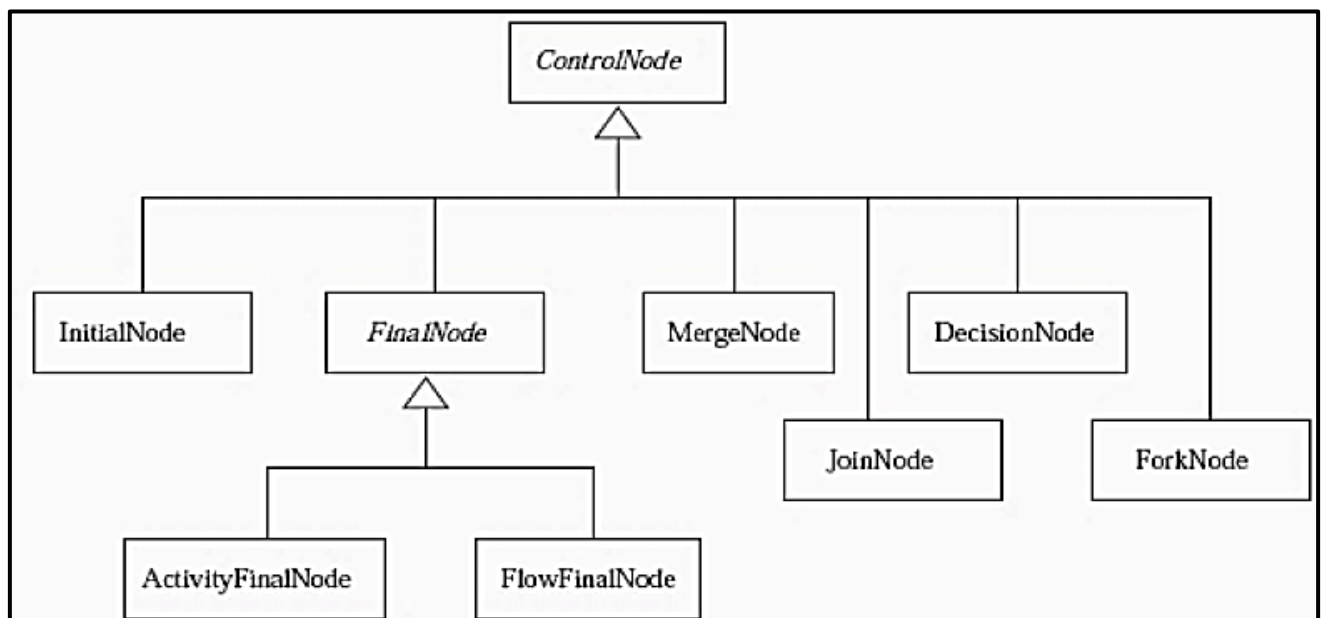 ControlNode
InitialNode
FinalNode
MergeNode
DecisionNode
JoinNode
ForkNode
ActivityFinalNode
FlowFinalNode